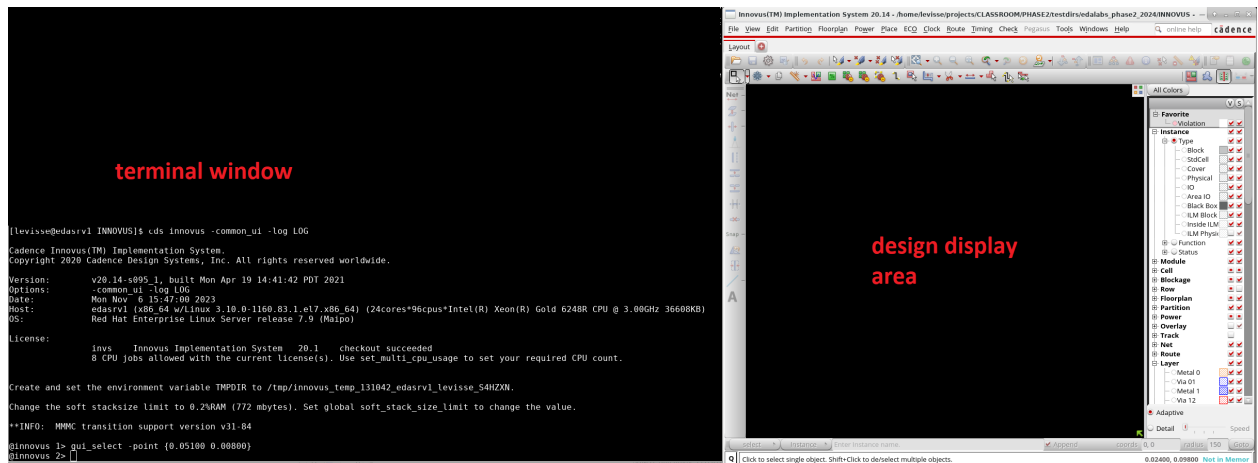 terminal window
[levisse@edasrv1 INNOVUS]$ cds innovus -common_ui -log LOG
Cadence Innovus(TM) Implementation System.
Copyright 2020 Cadence Design Systems, Inc. All rights reserved worldwide.
Version: v20.14-s095_1, built Mon Apr 19 14:41:42 PDT 2021
Options: -common_ui -log LOG
Date: Mon Nov 6 15:47:00 2023
Host: edasrv1 (x86_64 w/Linux 3.10.0-1160.83.1.el7.x86_64) (24cores*96cpus*Intel(R) Xeon(R) Gold 6248R CPU @ 3.00GHz 36608KB)
OS: Red Hat Enterprise Linux Server release 7.9 (Maipo)
License:
invs Innovus Implementation System 20.1 checkout succeeded
8 CPU jobs allowed with the current license(s). Use set_multi_cpu_usage to set your required CPU count.
Create and set the environment variable TMPDIR to /tmp/innovus_temp_131042_edasrv1_levisse_S4HZXN.
Change the soft stacksize limit to 0.2%RAM (772 mbytes). Set global soft_stack_size_limit to change the value.
**INFO: MMMC transition support version v31-84
@innovus 1> gui_select -point {0.05100 0.00800}
@innovus 2>
Innovus(TM) Implementation System 20.14 - /home/levisse/projects/CLASSROOM/PHASE2/testdirs/edalabs_phase2_2024/INNOVUS -
File View Edit Partition Floorplan Power Place ECO Clock Route Timing Check Pegasus Tools Windows Help online help cādence
Layout
Net
Snap
A
design display
area
All Colors
V S
Favorite
Violation
Instance
Type
Block
StdCell
Cover
Physical
IO
Area IO
Black Box
ILM Block
Inside ILM
ILM Physic
Function
Status
Module
Cell
Blockage
Row
Floorplan
Partition
Power
Overlay
Track
Net
Route
Layer
Metal 0
Via 01
Metal 1
Via 12
Adaptive
Detail Speed
select Instance Enter Instance name Append coords 0, 0 radius 150 Goto
Q Click to select single object. Shift+Click to de/select multiple objects. 0.02400, 0.09800 Not in Memor